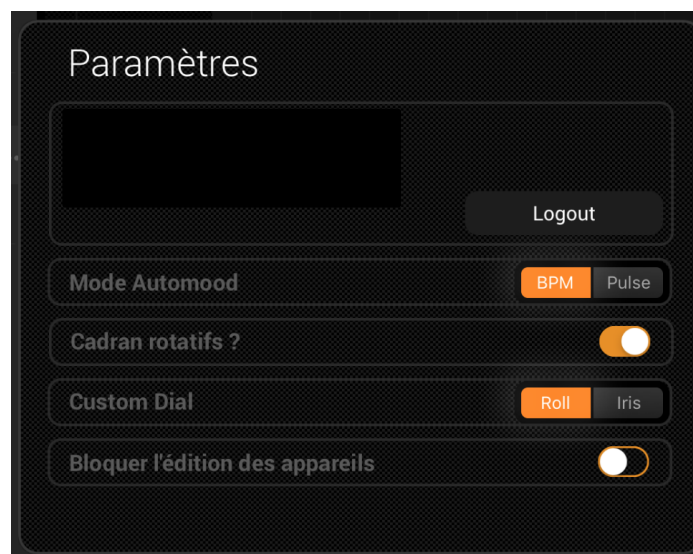 Paramètres
Logout
Mode Automood BPM Pulse
Cadran rotatifs ?
Custom Dial Roll Iris
Bloquer l'édition des appareils